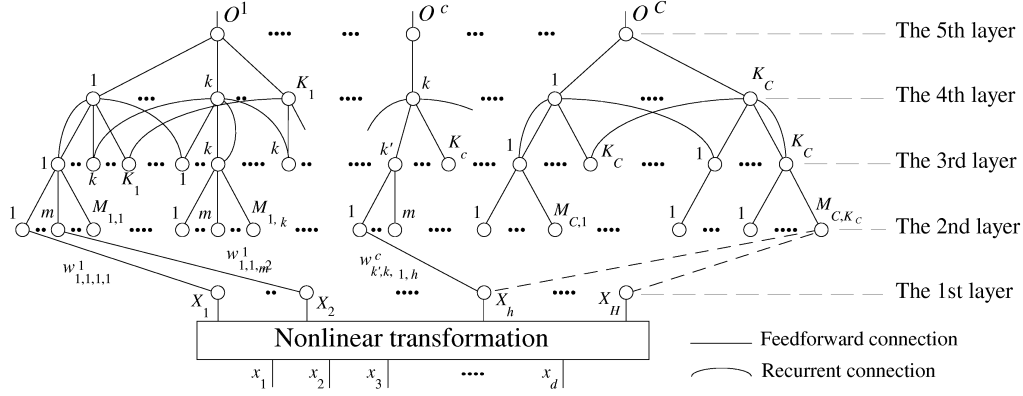 O^1 .... ... O^c ... ... O^C The 5th layer
1 ... k .. K_1 .... k .... 1 .... K_C The 4th layer
1 .. k .. K_1 ... 1 .. k ... k .. .... k' .. K_c .... 1 .... K_C .... 1 .... K_C The 3rd layer
1 .. m .. M_{1,1} .... 1 .. m .. M_{1,k} .... 1 .. m .... 1 .... M_{C,1} .... 1 .... 1 .... M_{C,K_C} The 2nd layer
w^1_{1,1,1,1} w^1_{1,1,m,2} w^c_{k',k,1,h}
X_1 .. X_2 .... X_h .... X_H The 1st layer
Nonlinear transformation
x_1 x_2 x_3 .... x_d
Feedforward connection
Recurrent connection